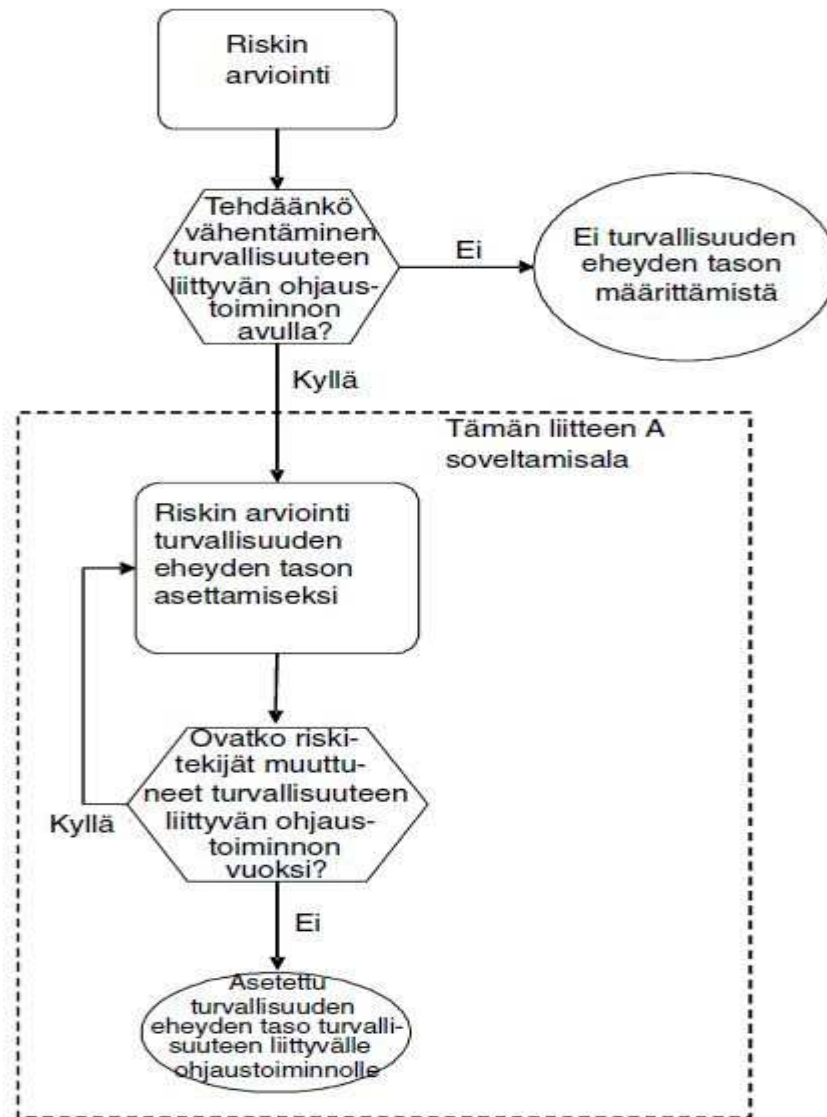 Riskin
arviointi
Tehdäänkö
vähentäminen
turvallisuuteen
liittyvän ohjaus-
toiminnon
avulla?
Ei
Ei turvallisuuden
eheyden tason
määrittämistä
Kyllä
Tämän liitteen A
soveltamisala
Riskin arviointi
turvallisuuden
eheyden tason
asettamiseksi
Ovatko riski-
tekijät muuttu-
neet turvallisuuteen
liittyvän ohjaus-
toiminnon
vuoksi?
Kyllä
Ei
Asetettu
turvallisuuden
eheyden taso turvalli-
suuteen liittyvälle
ohjaustoiminnolle